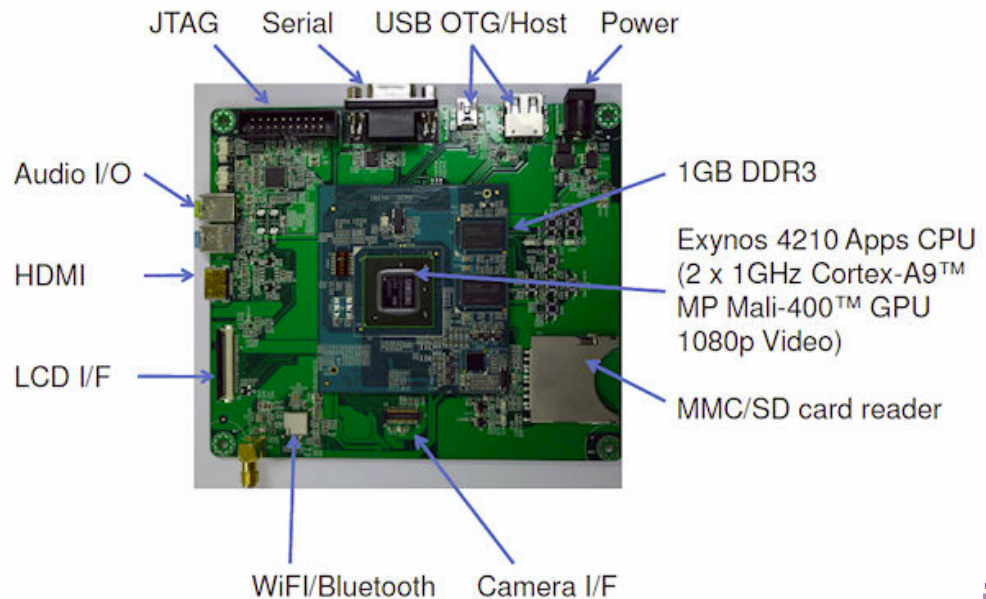 JTAG
Serial
USB OTG/Host
Power
Audio I/O
1GB DDR3
Exynos 4210 Apps CPU
(2 x 1GHz Cortex-A9™
MP Mali-400™ GPU
1080p Video)
HDMI
LCD I/F
MMC/SD card reader
WiFI/Bluetooth
Camera I/F